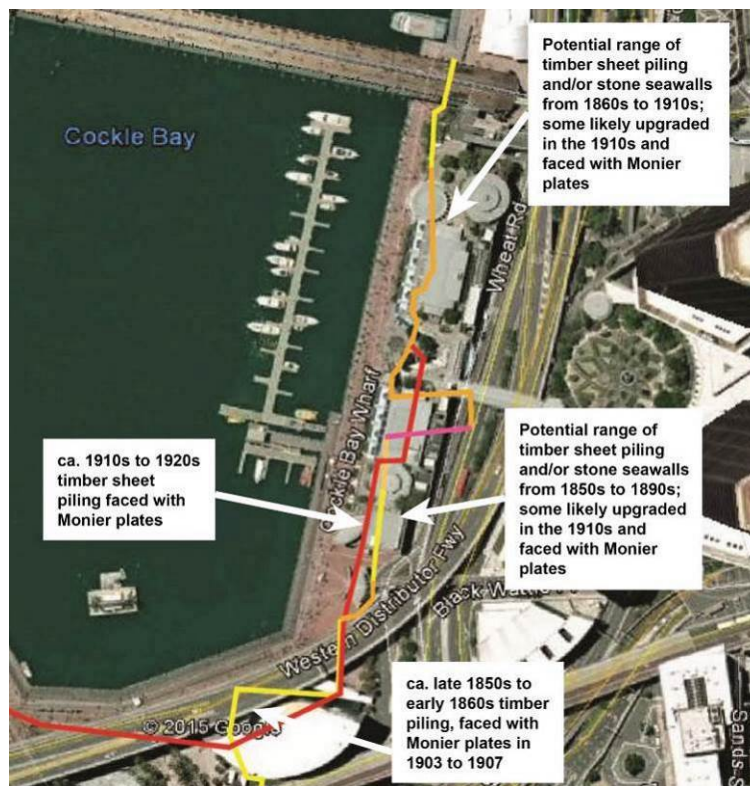 Potential range of
timber sheet piling
and/or stone seawalls
from 1860s to 1910s;
some likely upgraded
in the 1910s and
faced with Monier
plates
Cockle Bay
Wheat Rd
Cockle Bay Wharf
ca. 1910s to 1920s
timber sheet
piling faced with
Monier plates
Potential range of
timber sheet piling
and/or stone seawalls
from 1850s to 1890s;
some likely upgraded
in the 1910s and
faced with Monier
plates
Western Distributor Fwy
Black
ca. late 1850s to
early 1860s timber
piling, faced with
Monier plates in
1903 to 1907
© 2015 Google
Sands